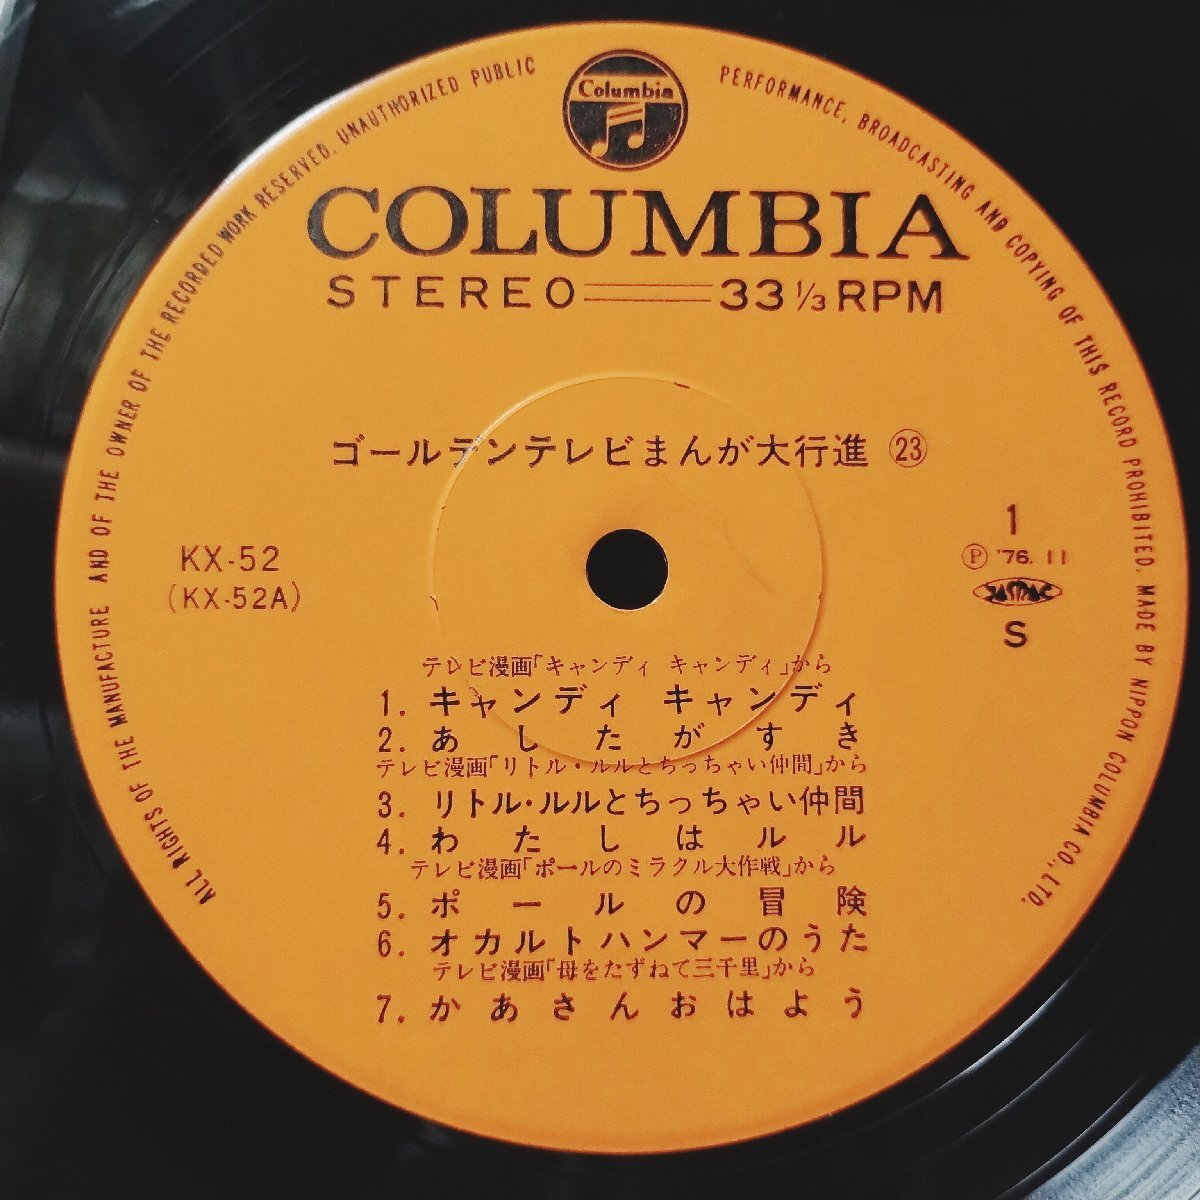 Columbia
COLUMBIA
STEREO 33 1/3 RPM
ゴールデンテレビまんが大行進 ㉓
KX-52
(KX-52A)
1
Ⓟ '76. 11
S
テレビ漫画「キャンディ キャンディ」から
1. キャンディ キャンディ
2. あしたがすき
テレビ漫画「リトル・ルルとちっちゃい仲間」から
3. リトル・ルルとちっちゃい仲間
4. わたしはルル
テレビ漫画「ポールのミラクル大作戦」から
5. ポールの冒険
6. オカルトハンマーのうた
テレビ漫画「母をたずねて三千里」から
7. かあさんおはよう
ALL RIGHTS OF THE MANUFACTURE AND OF THE OWNER OF THE RECORDED WORK RESERVED. UNAUTHORIZED PUBLIC PERFORMANCE, BROADCASTING AND COPYING OF THIS RECORD PROHIBITED. MADE BY NIPPON COLUMBIA CO., LTD.